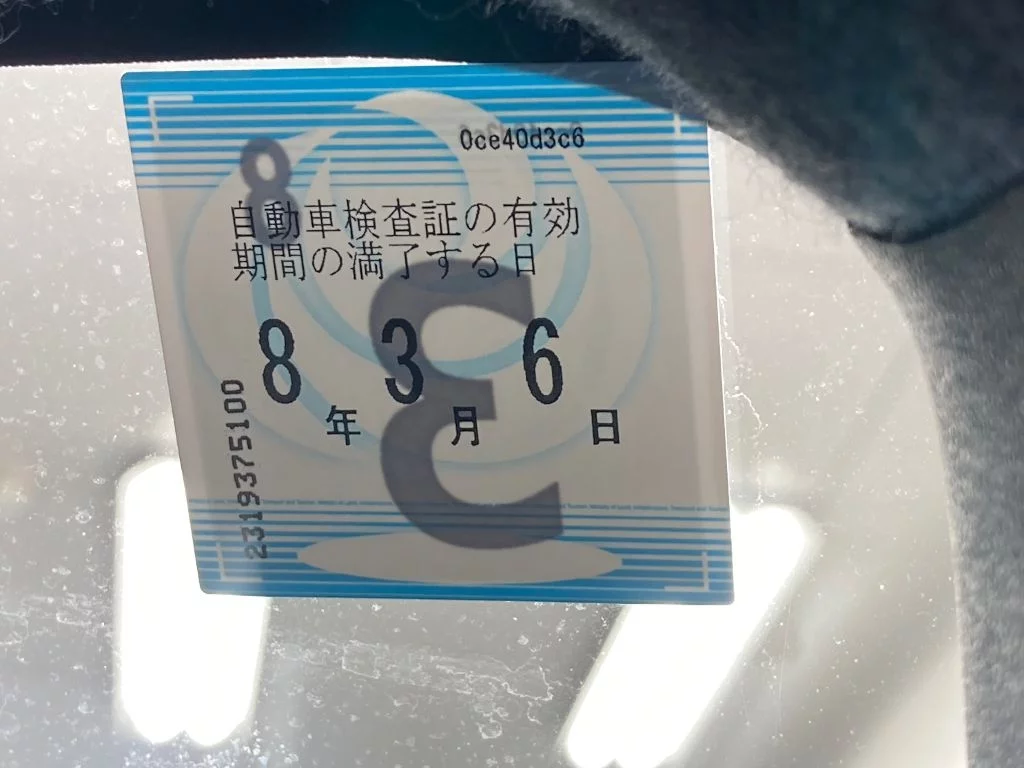 0ce40d3c6
8
自動車検査証の有効
期間の満了する日
8年 3月 6日
3
2319375100